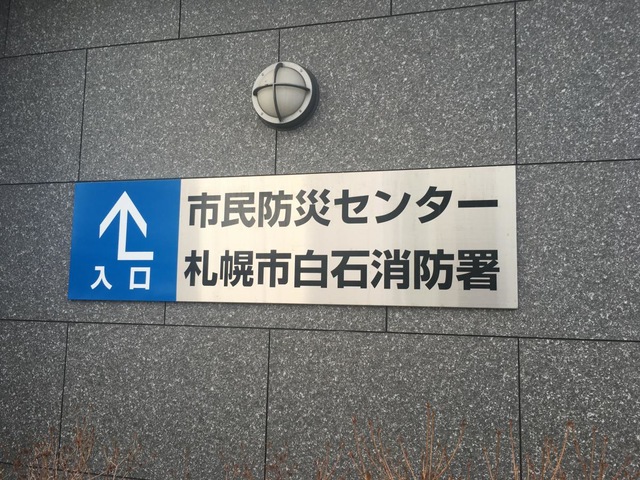 入口
市民防災センター
札幌市白石消防署